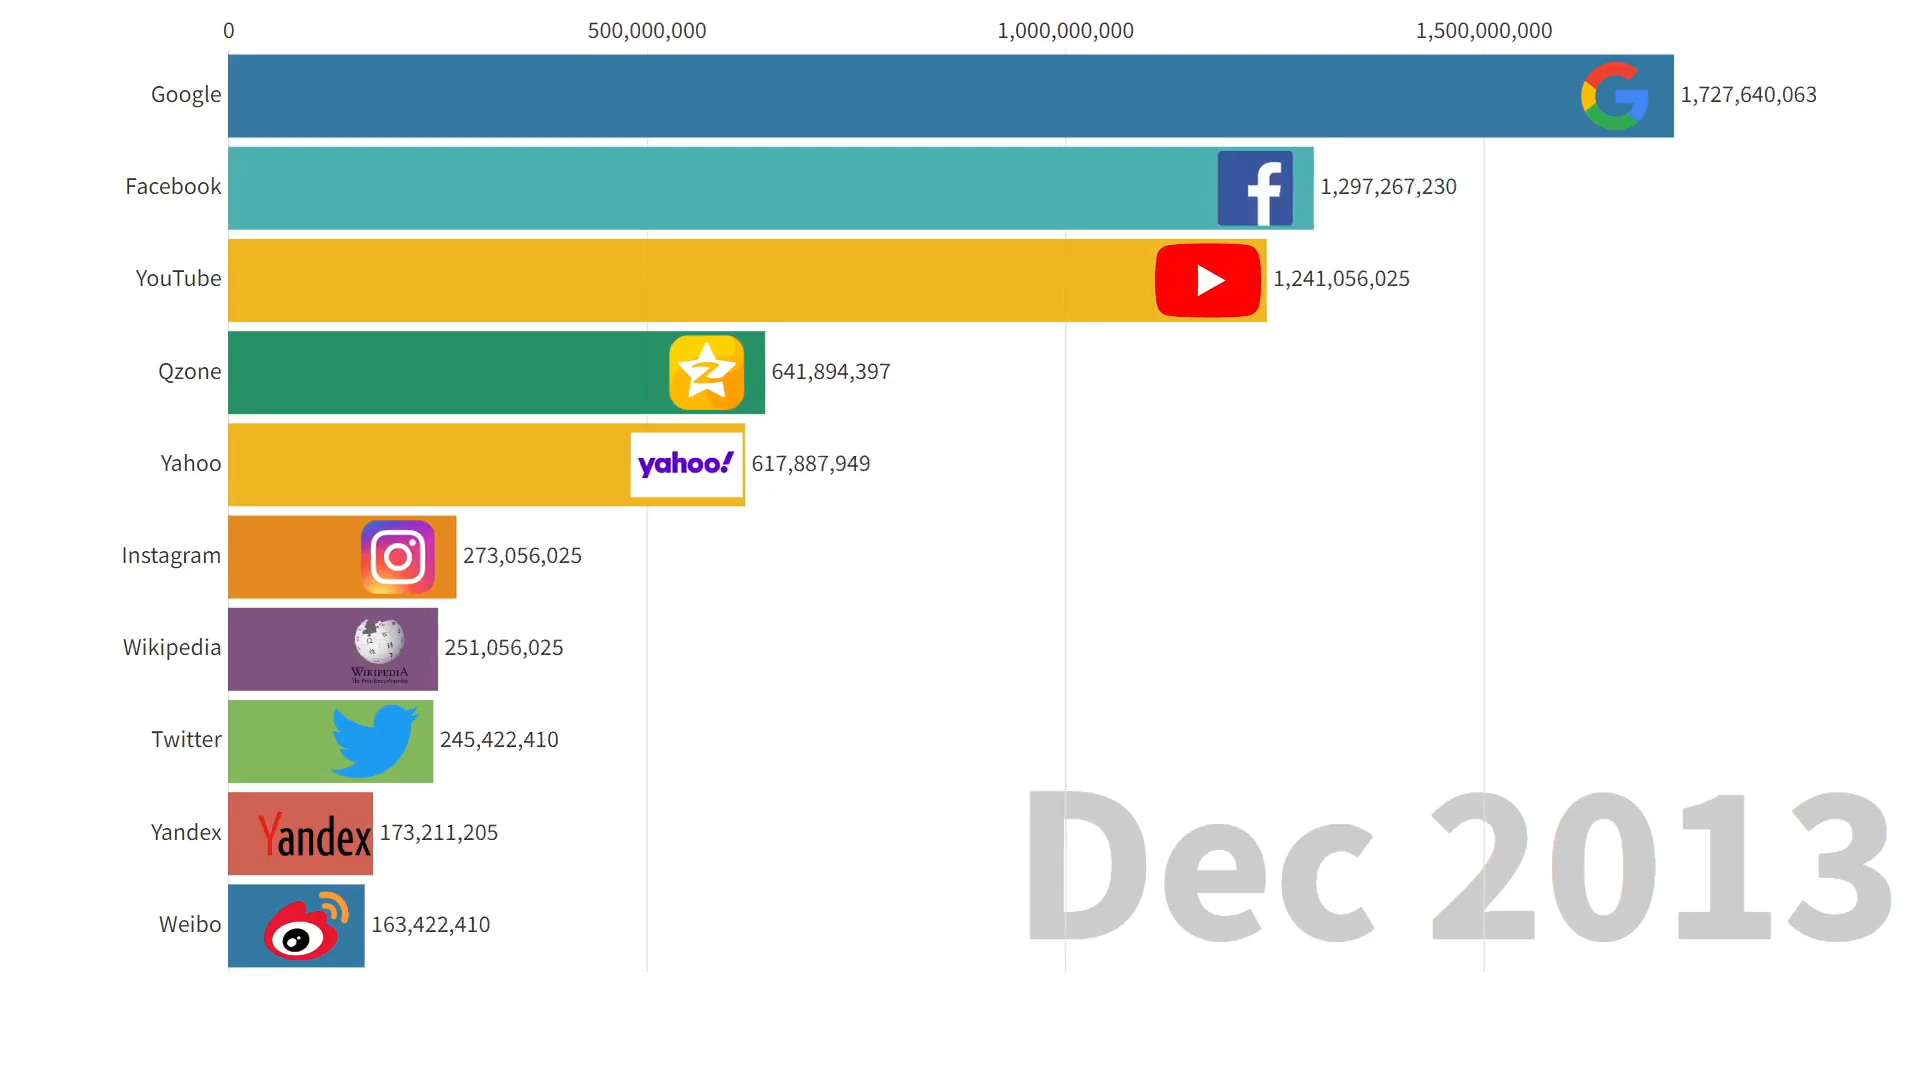 0 500,000,000 1,000,000,000 1,500,000,000
Google 1,727,640,063
Facebook f 1,297,267,230
YouTube 1,241,056,025
Qzone 641,894,397
Yahoo yahoo! 617,887,949
Instagram 273,056,025
Wikipedia WIKIPEDIA 251,056,025
The Free Encyclopedia
Twitter 245,422,410
Yandex Yandex 173,211,205
Weibo 163,422,410
Dec 2013